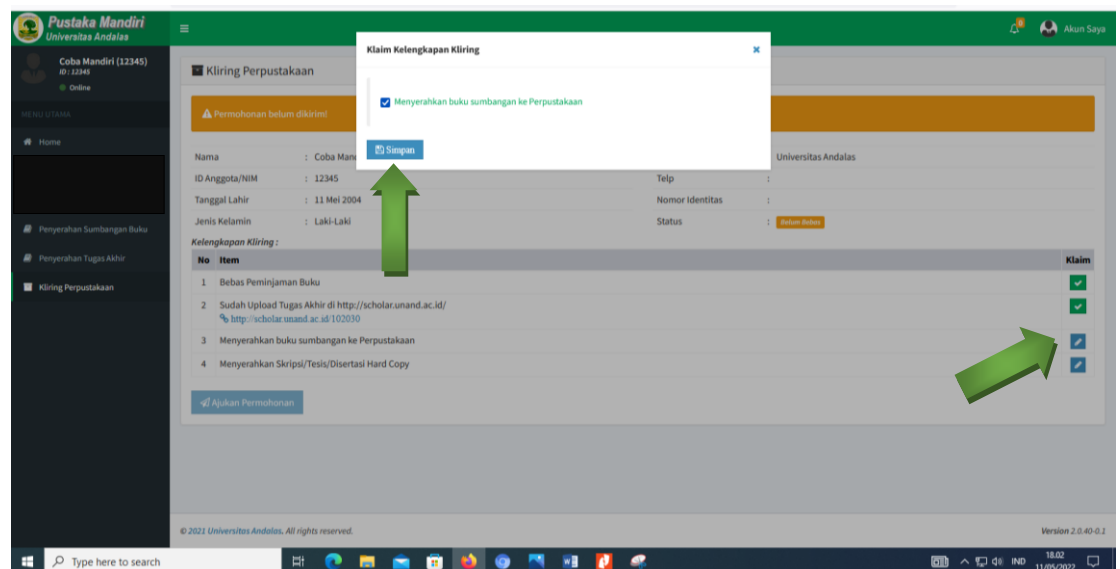 Pustaka Mandiri
Universitas Andalas
Akun Saya
Coba Mandiri (12345)
ID : 12345
Online
MENU UTAMA
Home
Penyerahan Sumbangan Buku
Penyerahan Tugas Akhir
Kliring Perpustakaan
Klaim Kelengkapan Kliring
×
Menyerahkan buku sumbangan ke Perpustakaan
Simpan
Kliring Perpustakaan
Permohonan belum dikirim!
Nama : Coba Man
Universitas Andalas
ID Anggota/NIM : 12345
Telp :
Tanggal Lahir : 11 Mei 2004
Nomor Identitas :
Jenis Kelamin : Laki-Laki
Status : Belum Bebas
Kelengkapan Kliring :
No Item Klaim
1 Bebas Peminjaman Buku
2 Sudah Upload Tugas Akhir di http://scholar.unand.ac.id/
http://scholar.unand.ac.id/102030
3 Menyerahkan buku sumbangan ke Perpustakaan
4 Menyerahkan Skripsi/Tesis/Disertasi Hard Copy
Ajukan Permohonan
© 2021 Universitas Andalas. All rights reserved.
Version 2.0.40-0.1
Type here to search
IND
18.02
11/05/2022